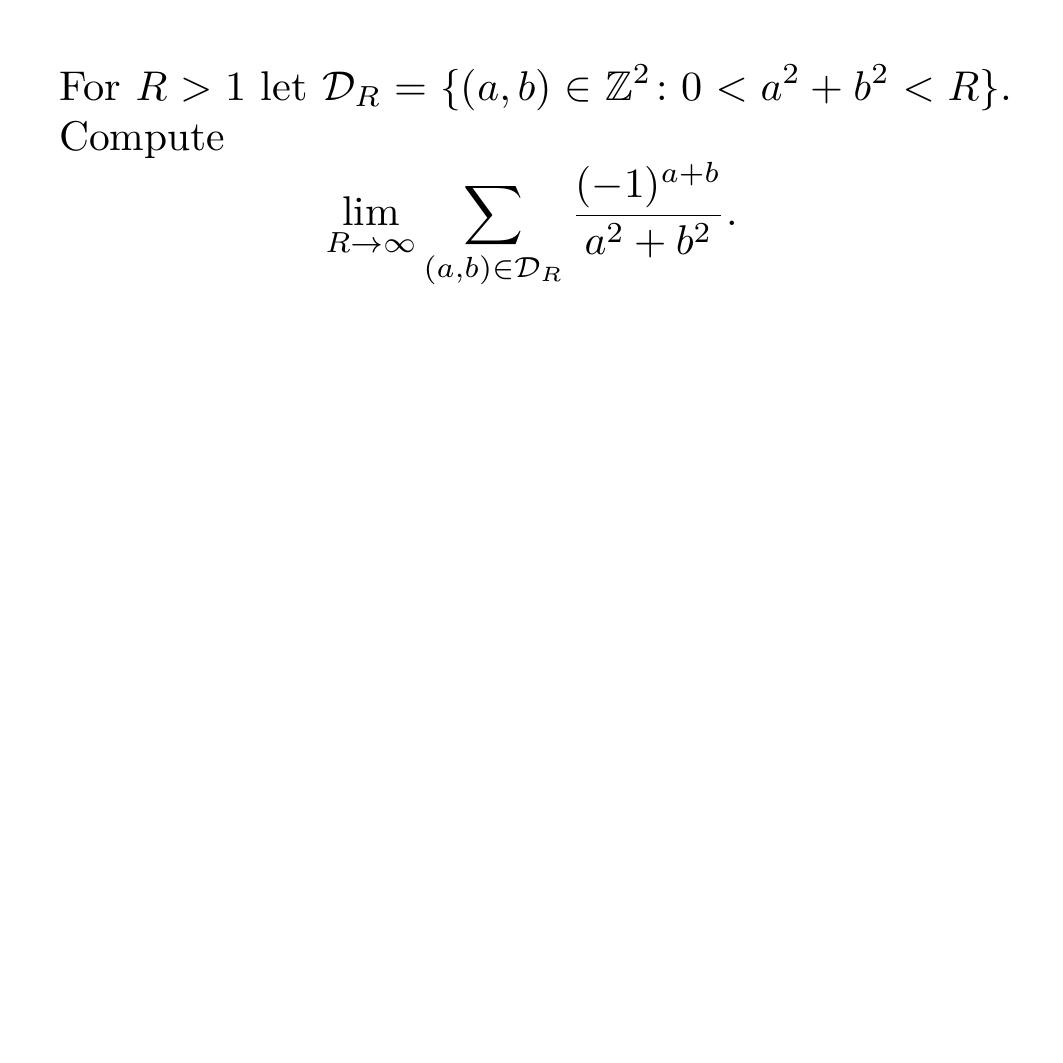 For $R > 1$ let $\mathcal{D}_R = \{(a, b) \in \mathbb{Z}^2 \colon 0 < a^2 + b^2 < R\}$.
Compute
$$\lim_{R \to \infty} \sum_{(a,b) \in \mathcal{D}_R} \frac{(-1)^{a+b}}{a^2 + b^2}.$$